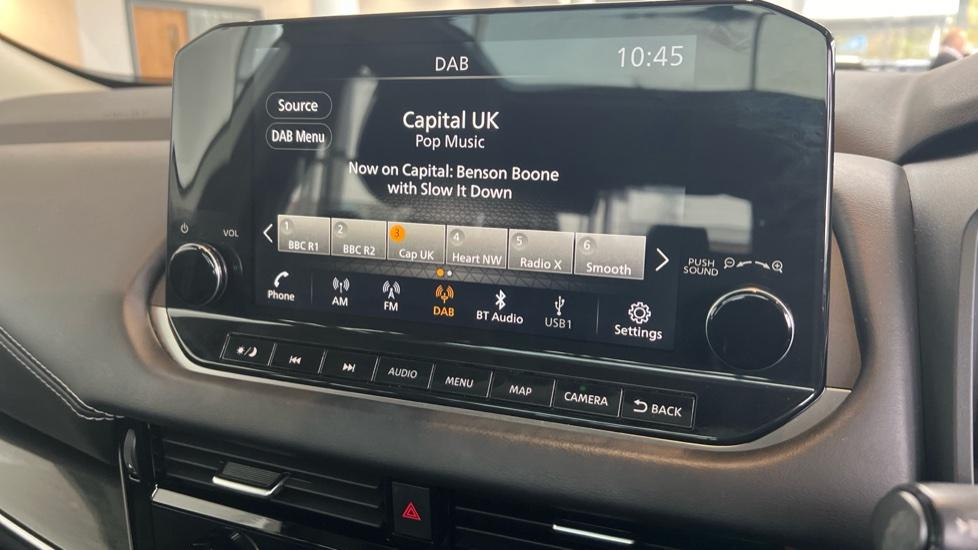 DAB
10:45
Source
DAB Menu
Capital UK
Pop Music
Now on Capital: Benson Boone
with Slow It Down
1 BBC R1
2 BBC R2
3 Cap UK
4 Heart NW
5 Radio X
6 Smooth
VOL
PUSH
SOUND
Phone
AM
FM
DAB
BT Audio
USB1
Settings
AUDIO
MENU
MAP
CAMERA
BACK